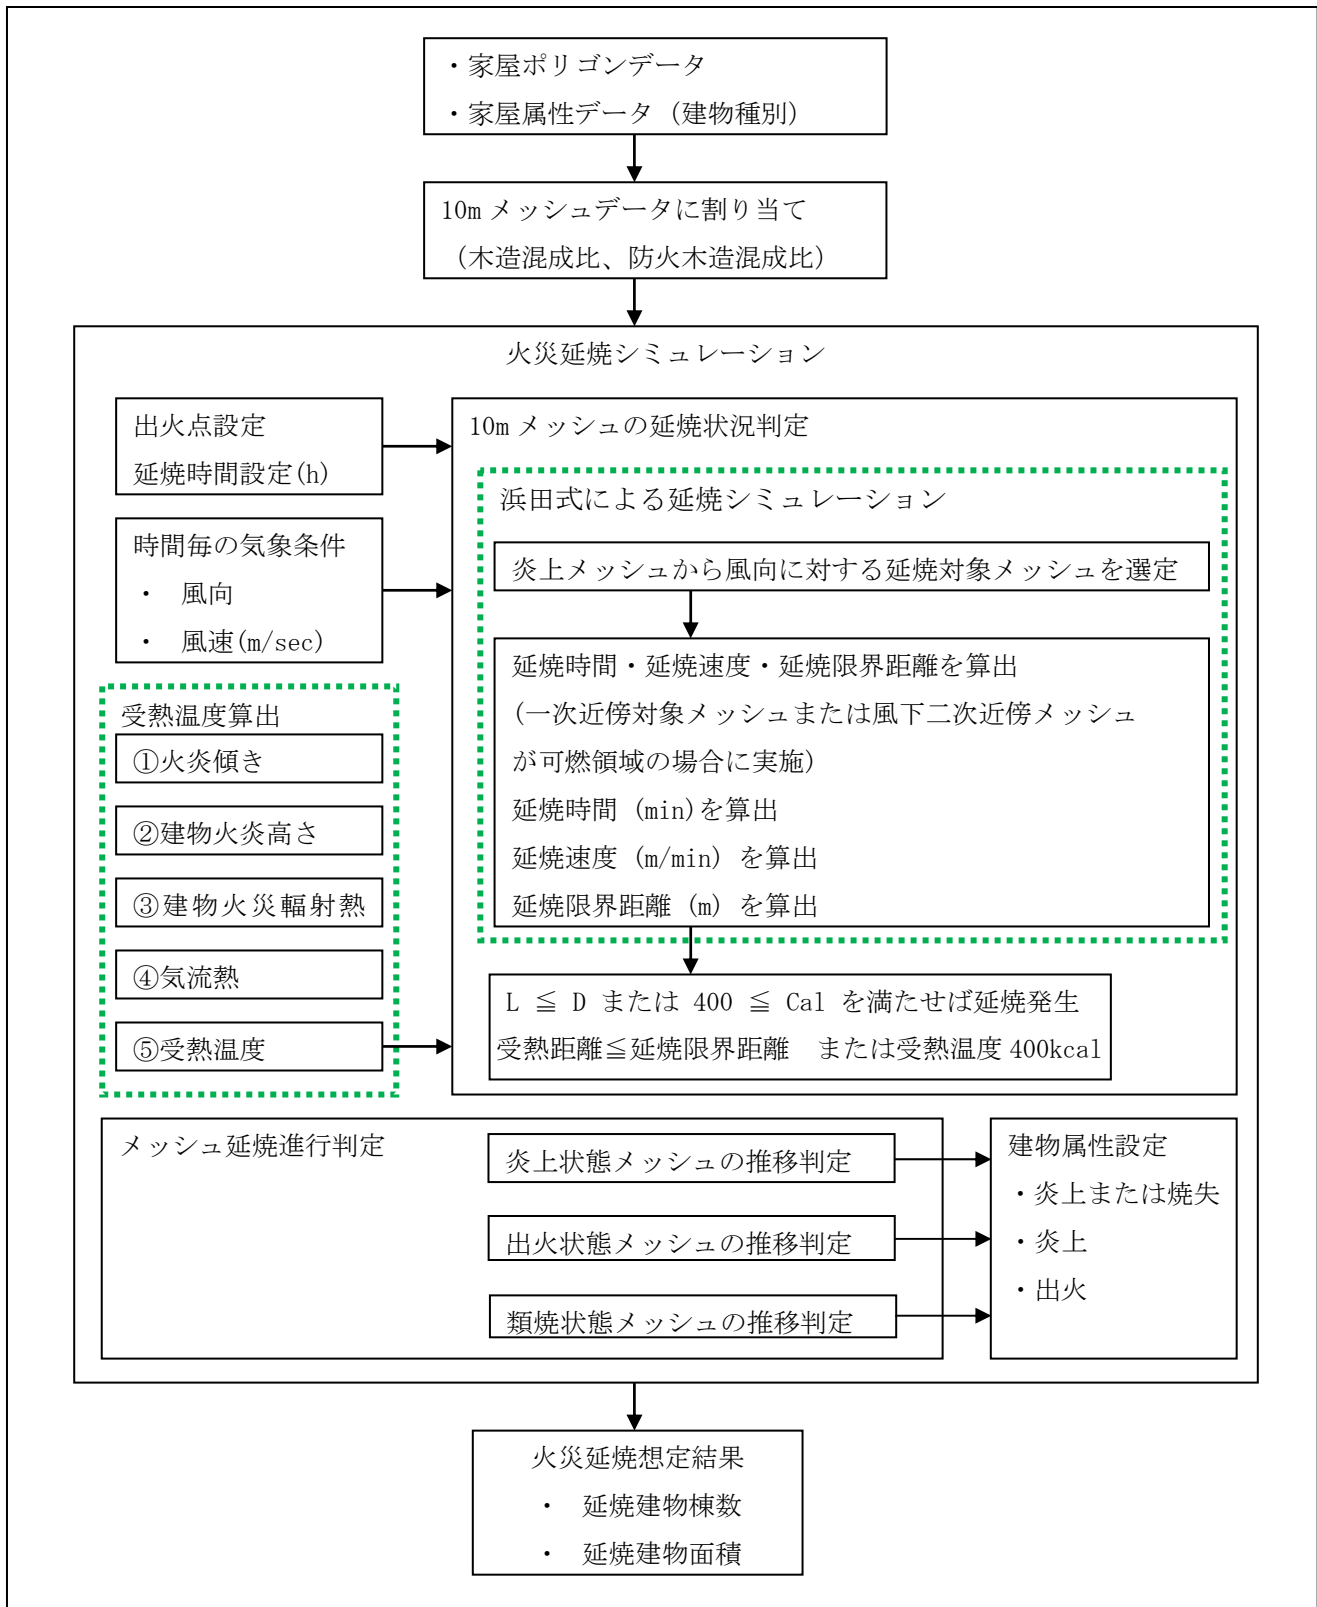 ・家屋ポリゴンデータ
・家屋属性データ (建物種別)
10m メッシュデータに割り当て
(木造混成比、防火木造混成比)
火災延焼シミュレーション
出火点設定
延焼時間設定(h)
時間毎の気象条件
・ 風向
・ 風速(m/sec)
受熱温度算出
①火炎傾き
②建物火炎高さ
③建物火災輻射熱
④気流熱
⑤受熱温度
10m メッシュの延焼状況判定
浜田式による延焼シミュレーション
炎上メッシュから風向に対する延焼対象メッシュを選定
延焼時間・延焼速度・延焼限界距離を算出
(一次近傍対象メッシュまたは風下二次近傍メッシュ
が可燃領域の場合に実施)
延焼時間 (min)を算出
延焼速度 (m/min) を算出
延焼限界距離 (m) を算出
L ≦ D または 400 ≦ Cal を満たせば延焼発生
受熱距離≦延焼限界距離 または受熱温度 400kcal
メッシュ延焼進行判定
炎上状態メッシュの推移判定
出火状態メッシュの推移判定
類焼状態メッシュの推移判定
建物属性設定
・炎上または焼失
・炎上
・出火
火災延焼想定結果
・ 延焼建物棟数
・ 延焼建物面積